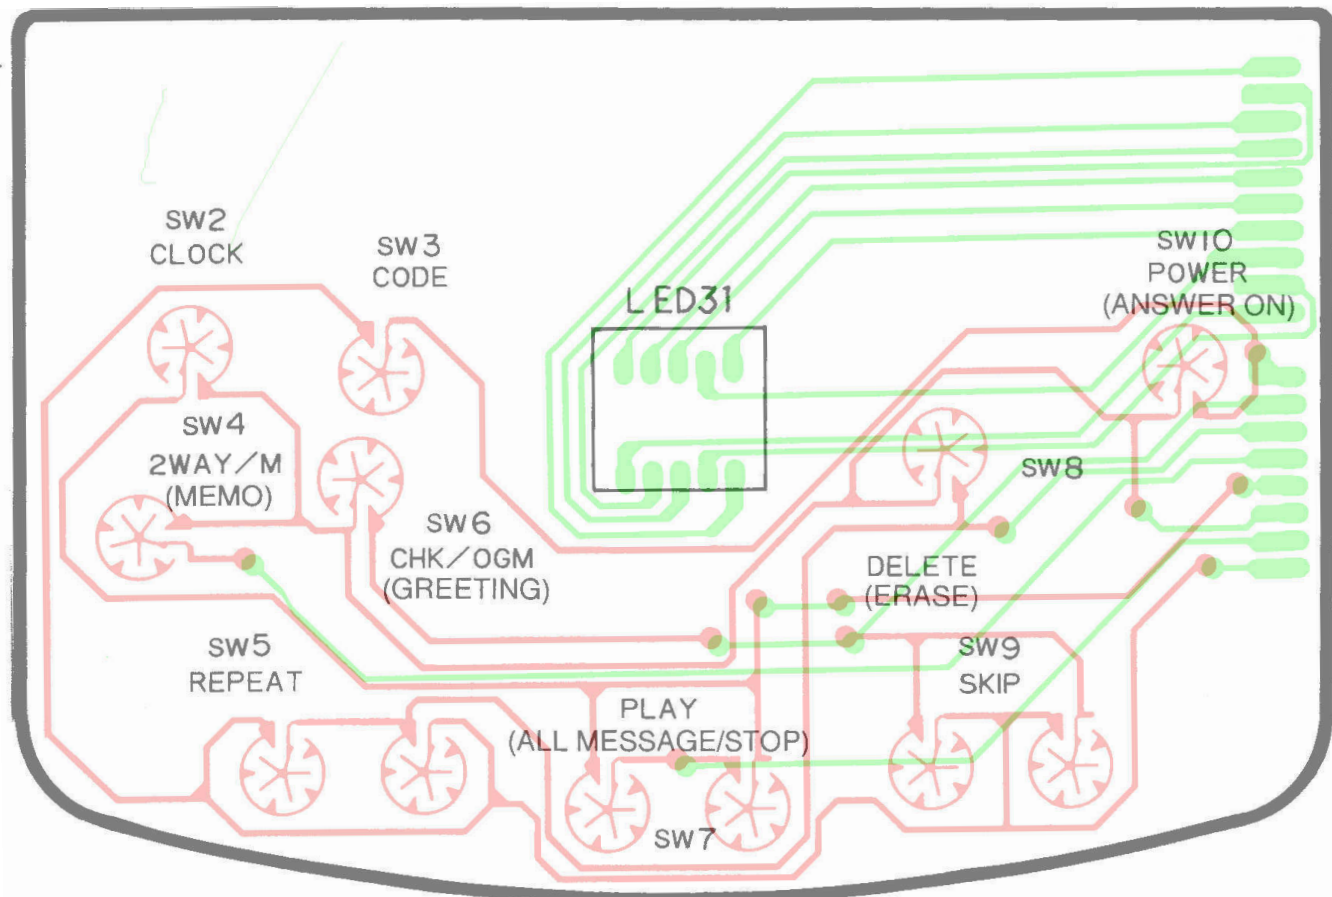 SW2
CLOCK
SW3
CODE
LED31
SW10
POWER
(ANSWER ON)
SW4
2WAY/M
(MEMO)
SW6
CHK/OGM
(GREETING)
SW8
DELETE
(ERASE)
SW5
REPEAT
SW9
SKIP
PLAY
(ALL MESSAGE/STOP)
SW7